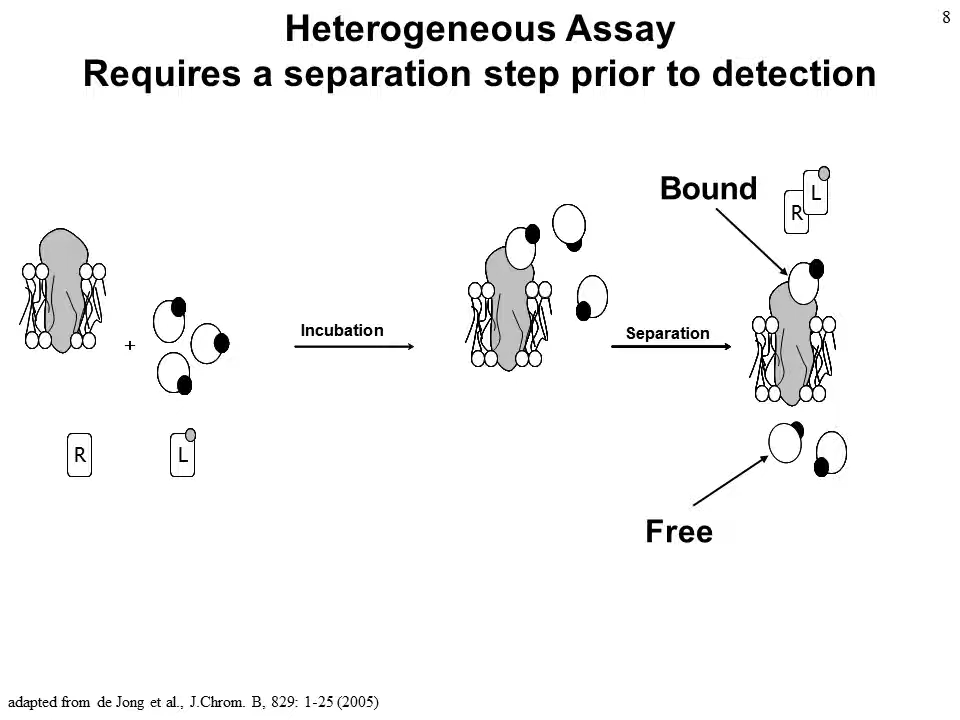 8
Heterogeneous Assay
Requires a separation step prior to detection
Bound
L
R
Incubation
Separation
+
R
L
Free
adapted from de Jong et al., J.Chrom. B, 829: 1-25 (2005)